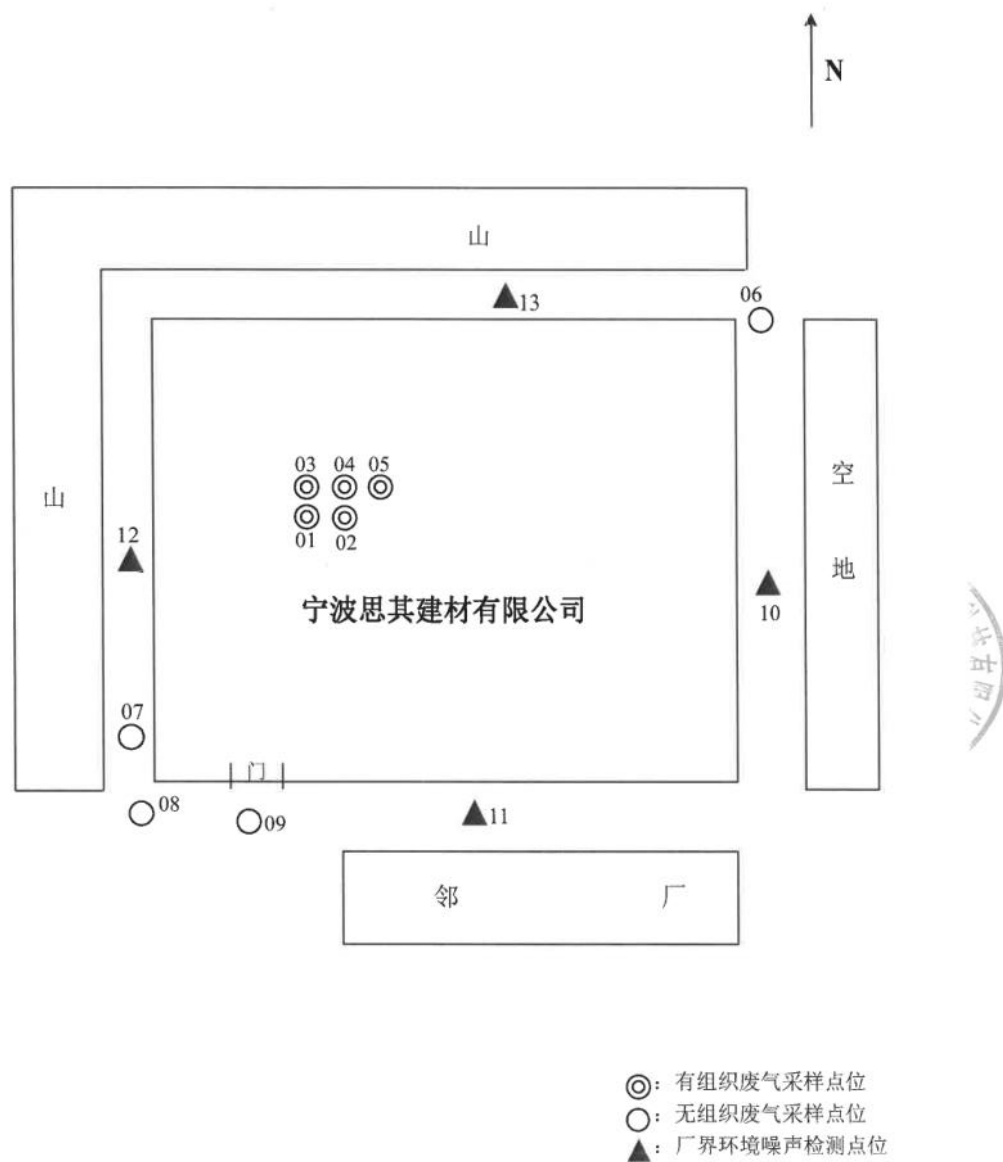 N
山
13
06
03 04 05
空
山
12
01 02
地
宁波思其建材有限公司
10
07
门
08
09
11
邻 厂
◎：有组织废气采样点位
○：无组织废气采样点位
▲：厂界环境噪声检测点位